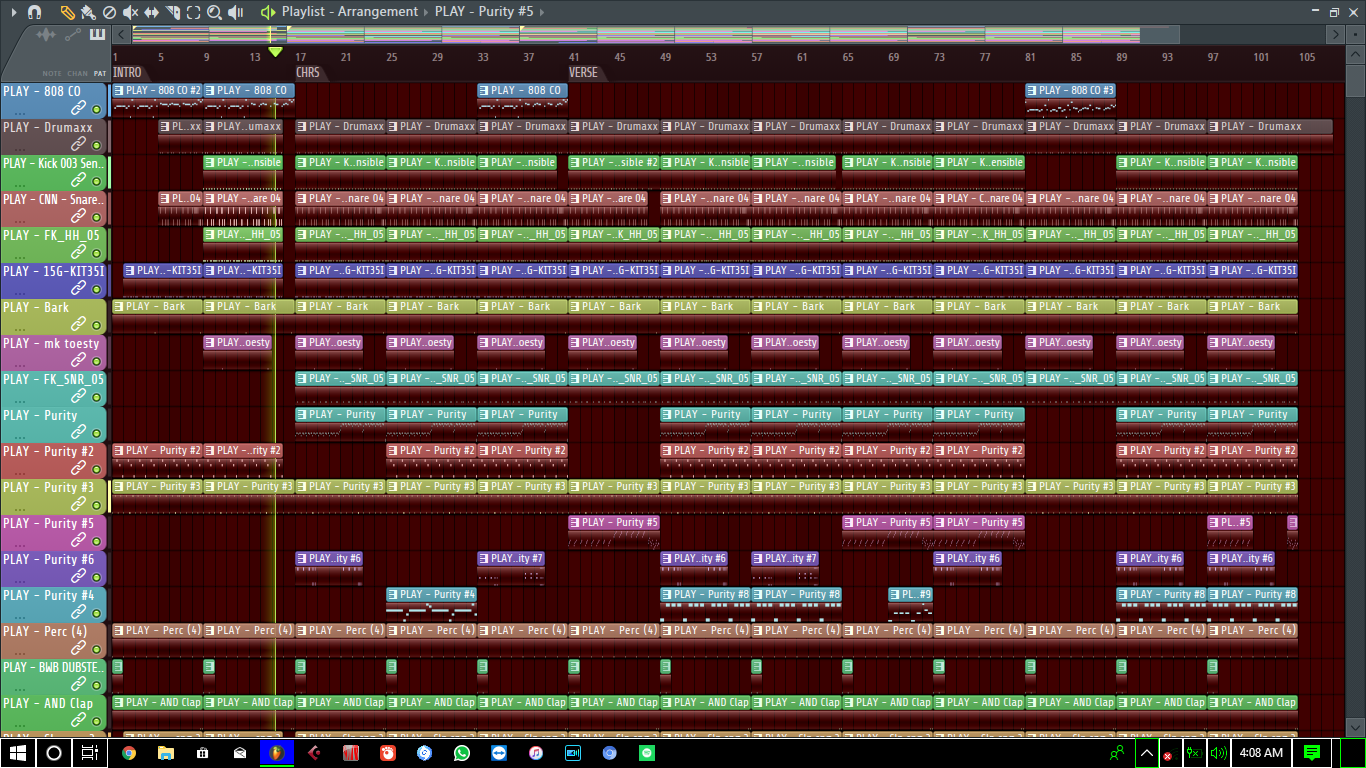 Playlist - Arrangement › PLAY - Purity #5 ›
NOTE CHAN PAT
1 5 9 13 17 21 25 29 33 37 41 45 49 53 57 61 65 69 73 77 81 85 89 93 97 101 105
INTRO CHRS VERSE
PLAY - 808 CO PLAY - 808 CO #2 PLAY - 808 CO PLAY - 808 CO PLAY - 808 CO #3
PLAY - Drumaxx PL..xx PLAY..umaxx PLAY - Drumaxx PLAY - Drumaxx PLAY - Drumaxx PLAY - Drumaxx PLAY - Drumaxx PLAY - Drumaxx PLAY - Drumaxx PLAY - Drumaxx PLAY - Drumaxx PLAY - Drumaxx PLAY - Drumaxx
PLAY - Kick 003 Sen.. PLAY -..nsible PLAY - K..nsible PLAY - K..nsible PLAY -..nsible PLAY -..sible #2 PLAY - K..nsible PLAY -..nsible PLAY - K..nsible PLAY - K..ensible PLAY - K..nsible PLAY - K..nsible
PLAY - CNN - Snare.. PL..04 PLAY -..are 04 PLAY -..nare 04 PLAY -..nare 04 PLAY -..nare 04 PLAY -..are 04 PLAY -..nare 04 PLAY -..nare 04 PLAY -..nare 04 PLAY - C..nare 04 PLAY -..nare 04 PLAY -..nare 04 PLAY -..nare 04
PLAY - FK_HH_05 PLAY.._HH_05 PLAY -.._HH_05 PLAY -.._HH_05 PLAY -.._HH_05 PLAY -..K_HH_05 PLAY -.._HH_05 PLAY -.._HH_05 PLAY -.._HH_05 PLAY -..K_HH_05 PLAY -.._HH_05 PLAY -.._HH_05 PLAY -.._HH_05
PLAY - 15G-KIT35I PLAY..-KIT35I PLAY..-KIT35I PLAY -..G-KIT35I PLAY -..G-KIT35I PLAY -..G-KIT35I PLAY -..G-KIT35I PLAY -..G-KIT35I PLAY -..G-KIT35I PLAY -..G-KIT35I PLAY -..G-KIT35I PLAY -..G-KIT35I PLAY -..G-KIT35I PLAY -..G-KIT35I
PLAY - Bark PLAY - Bark PLAY - Bark PLAY - Bark PLAY - Bark PLAY - Bark PLAY - Bark PLAY - Bark PLAY - Bark PLAY - Bark PLAY - Bark PLAY - Bark PLAY - Bark PLAY - Bark
PLAY - mk toesty PLAY..oesty PLAY..oesty PLAY..oesty PLAY..oesty PLAY..oesty PLAY..oesty PLAY..oesty PLAY..oesty PLAY..oesty PLAY..oesty PLAY..oesty PLAY..oesty
PLAY - FK_SNR_05 PLAY -.._SNR_05 PLAY -.._SNR_05 PLAY -.._SNR_05 PLAY -.._SNR_05 PLAY -.._SNR_05 PLAY -.._SNR_05 PLAY -.._SNR_05 PLAY -.._SNR_05 PLAY -.._SNR_05 PLAY -.._SNR_05 PLAY -.._SNR_05
PLAY - Purity PLAY - Purity PLAY - Purity PLAY - Purity PLAY - Purity PLAY - Purity PLAY - Purity PLAY - Purity PLAY - Purity PLAY - Purity
PLAY - Purity #2 PLAY - Purity #2 PLAY -..rity #2 PLAY - Purity #2 PLAY - Purity #2 PLAY - Purity #2 PLAY - Purity #2 PLAY - Purity #2 PLAY - Purity #2 PLAY - Purity #2 PLAY - Purity #2
PLAY - Purity #3 PLAY - Purity #3 PLAY - Purity #3 PLAY - Purity #3 PLAY - Purity #3 PLAY - Purity #3 PLAY - Purity #3 PLAY - Purity #3 PLAY - Purity #3 PLAY - Purity #3 PLAY - Purity #3 PLAY - Purity #3 PLAY - Purity #3 PLAY - Purity #3
PLAY - Purity #5 PLAY - Purity #5 PLAY - Purity #5 PLAY - Purity #5 PL..#5
PLAY - Purity #6 PLAY..ity #6 PLAY..ity #7 PLAY..ity #6 PLAY..ity #7 PLAY..ity #6 PLAY..ity #6 PLAY..ity #6
PLAY - Purity #4 PLAY - Purity #4 PLAY - Purity #8 PLAY - Purity #8 PL..#9 PLAY - Purity #8 PLAY - Purity #8
PLAY - Perc (4) PLAY - Perc (4) PLAY - Perc (4) PLAY - Perc (4) PLAY - Perc (4) PLAY - Perc (4) PLAY - Perc (4) PLAY - Perc (4) PLAY - Perc (4) PLAY - Perc (4) PLAY - Perc (4) PLAY - Perc (4) PLAY - Perc (4) PLAY - Perc (4)
PLAY - BWB DUBSTE..
PLAY - AND Clap PLAY - AND Clap PLAY - AND Clap PLAY - AND Clap PLAY - AND Clap PLAY - AND Clap PLAY - AND Clap PLAY - AND Clap PLAY - AND Clap PLAY - AND Clap PLAY - AND Clap PLAY - AND Clap PLAY - AND Clap PLAY - AND Clap
4:08 AM